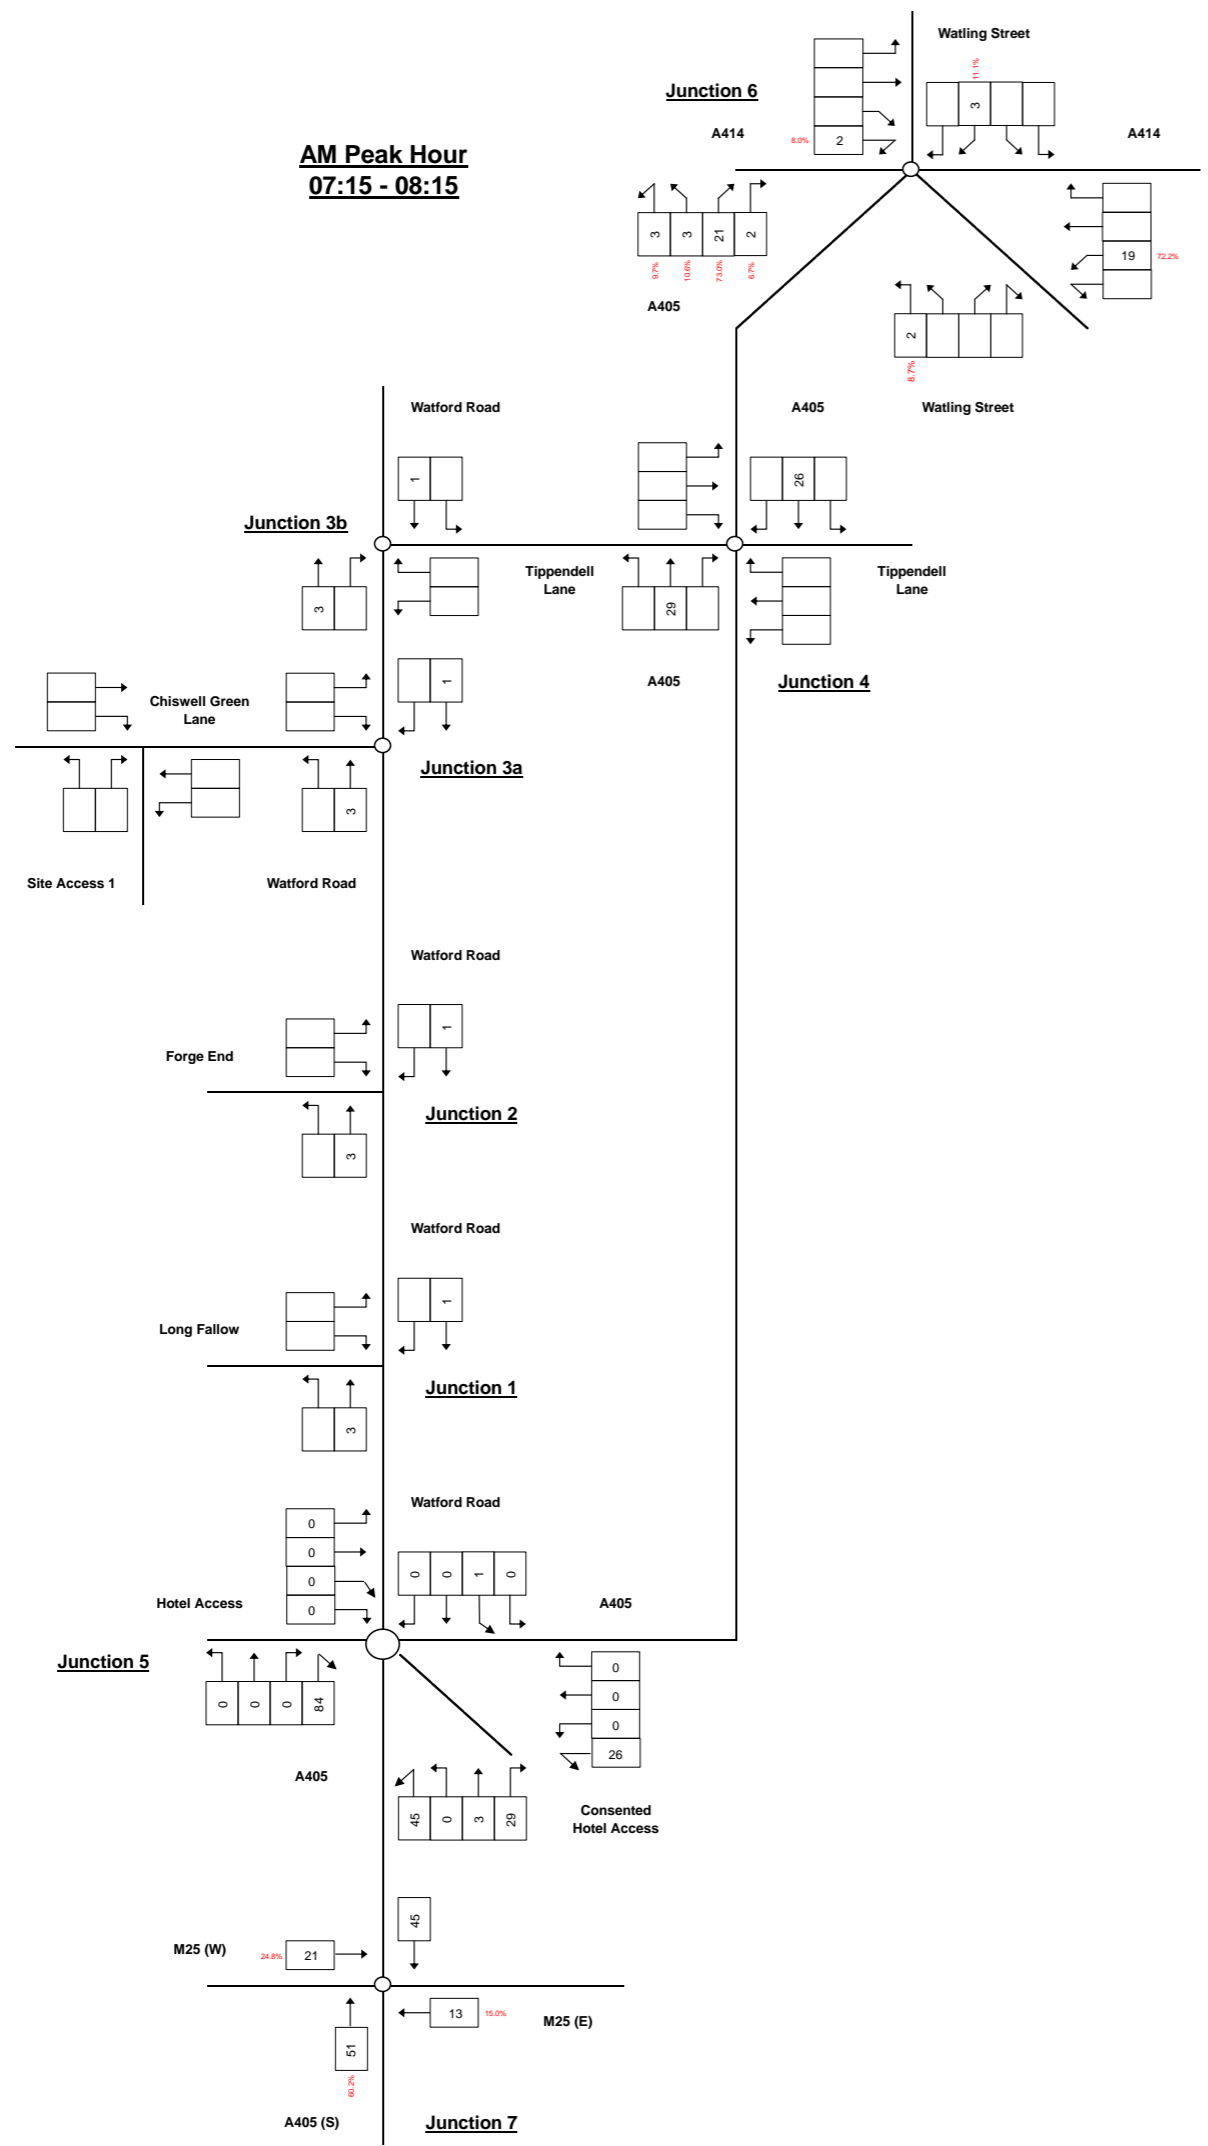 Watling Street
11.1%
Junction 6
3
A414
8.0%
2
A414
AM Peak Hour
07:15 - 08:15
3
3
21
2
9.7%
10.6%
73.0%
6.7%
19
72.2%
A405
2
8.7%
Watford Road
A405
Watling Street
1
26
Junction 3b
Tippendell
Lane
Tippendell
Lane
3
29
A405
Junction 4
Chiswell Green
Lane
1
Junction 3a
3
Site Access 1
Watford Road
Watford Road
1
Forge End
Junction 2
3
Watford Road
1
Long Fallow
Junction 1
3
Watford Road
0
0
0
0
0
0
1
0
Hotel Access
A405
Junction 5
0
0
0
84
0
0
0
26
A405
45
0
3
29
Consented
Hotel Access
45
M25 (W)
24.8%
21
13
15.0%
M25 (E)
51
60.2%
A405 (S)
Junction 7